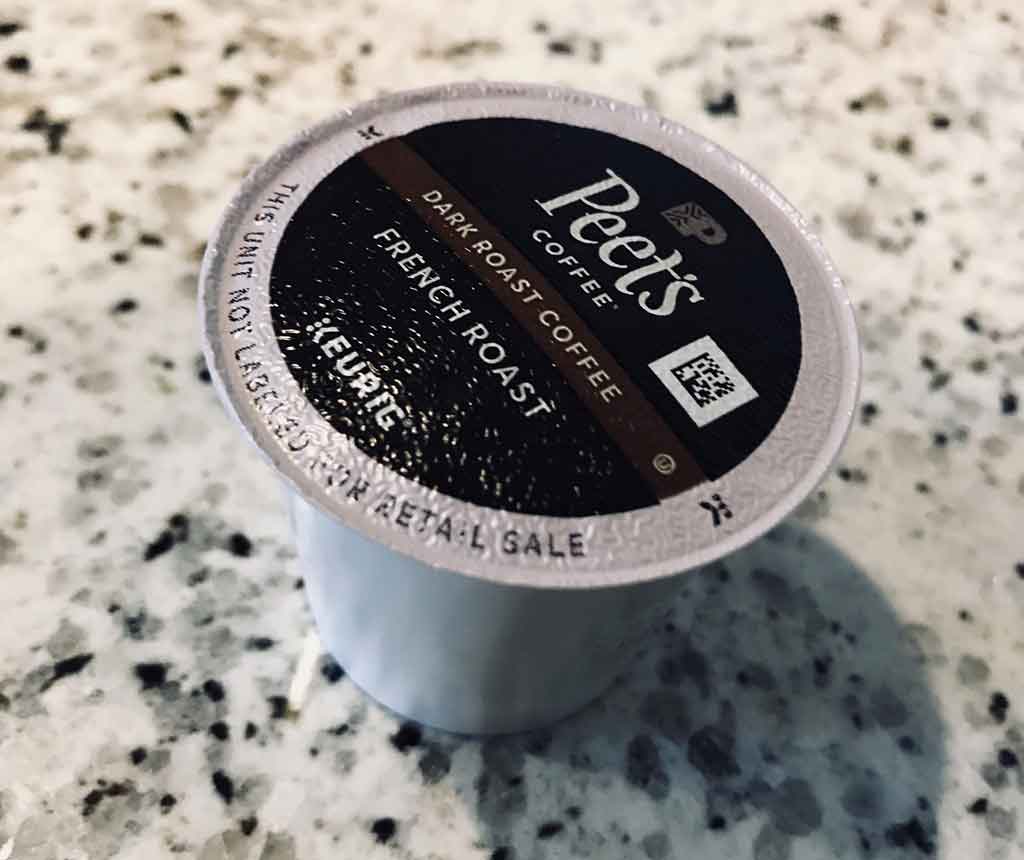 Peet's
COFFEE
DARK ROAST COFFEE
FRENCH ROAST
KEURIG
THIS UNIT NOT LABELED FOR RETAIL SALE